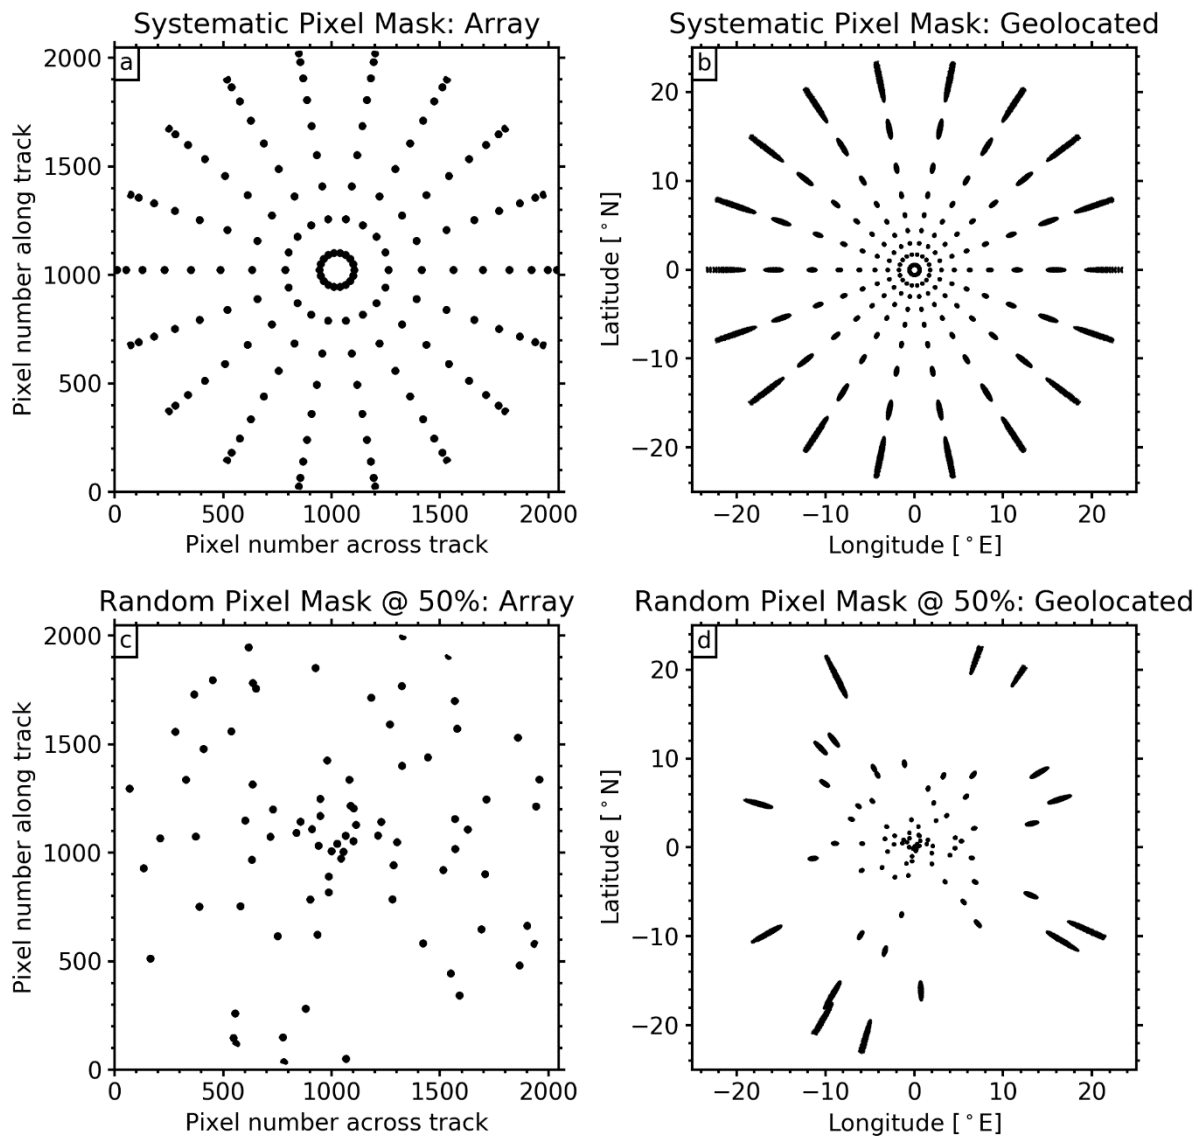 Systematic Pixel Mask: Array
a
2000
1500
1000
500
0
Pixel number along track
0 500 1000 1500 2000
Pixel number across track
Systematic Pixel Mask: Geolocated
b
20
10
0
−10
−20
Latitude [°N]
−20 −10 0 10 20
Longitude [°E]
Random Pixel Mask @ 50%: Array
c
2000
1500
1000
500
0
Pixel number along track
0 500 1000 1500 2000
Pixel number across track
Random Pixel Mask @ 50%: Geolocated
d
20
10
0
−10
−20
Latitude [°N]
−20 −10 0 10 20
Longitude [°E]